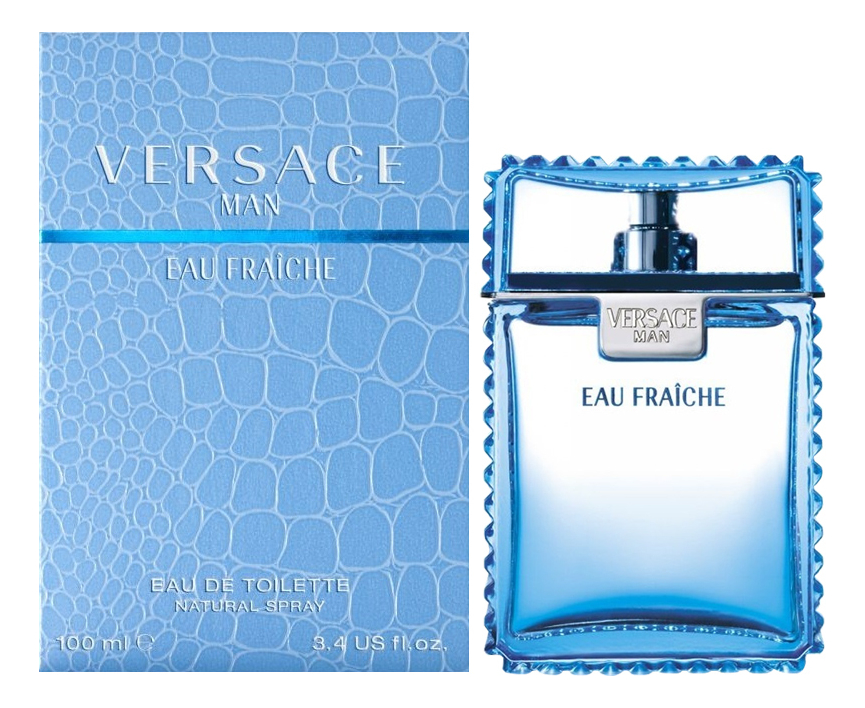 VERSACE
MAN
EAU FRAÎCHE
EAU DE TOILETTE
NATURAL SPRAY
100 ml ℮ 3,4 US fl.oz.
VERSACE
MAN
EAU FRAÎCHE